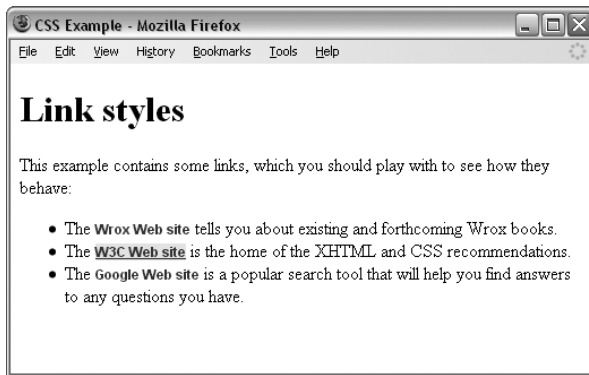 CSS Example - Mozilla Firefox
File Edit View History Bookmarks Tools Help
Link styles
This example contains some links, which you should play with to see how they
behave:
• The Wrox Web site tells you about existing and forthcoming Wrox books.
• The W3C Web site is the home of the XHTML and CSS recommendations.
• The Google Web site is a popular search tool that will help you find answers
to any questions you have.